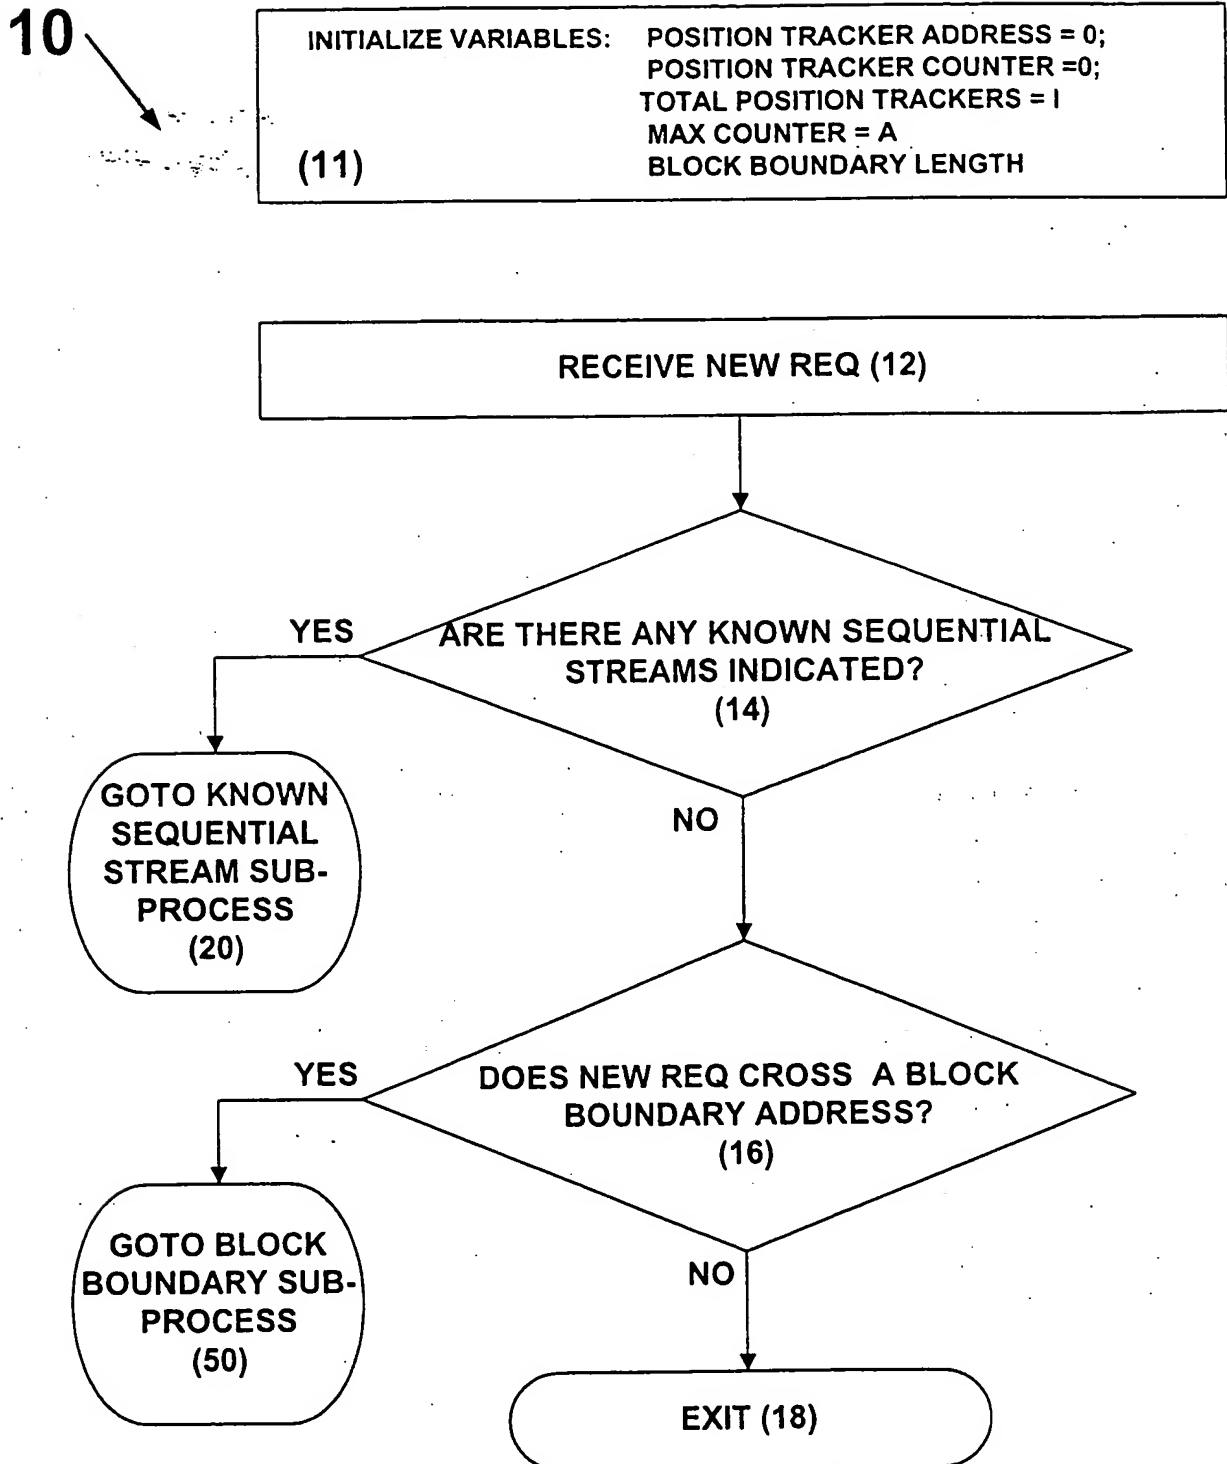 10
INITIALIZE VARIABLES: POSITION TRACKER ADDRESS = 0;
POSITION TRACKER COUNTER =0;
TOTAL POSITION TRACKERS = I
MAX COUNTER = A
(11) BLOCK BOUNDARY LENGTH
RECEIVE NEW REQ (12)
YES
ARE THERE ANY KNOWN SEQUENTIAL
STREAMS INDICATED?
(14)
GOTO KNOWN
SEQUENTIAL
STREAM SUB-
PROCESS
(20)
NO
YES
DOES NEW REQ CROSS A BLOCK
BOUNDARY ADDRESS?
(16)
GOTO BLOCK
BOUNDARY SUB-
PROCESS
(50)
NO
EXIT (18)